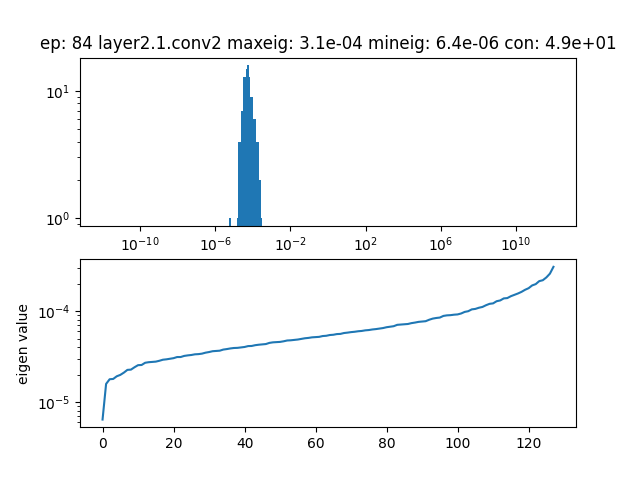 ep: 84 layer2.1.conv2 maxeig: 3.1e-04 mineig: 6.4e-06 con: 4.9e+01
10¹
10⁰
10⁻¹⁰ 10⁻⁶ 10⁻² 10² 10⁶ 10¹⁰
10⁻⁴
eigen value
10⁻⁵
0 20 40 60 80 100 120